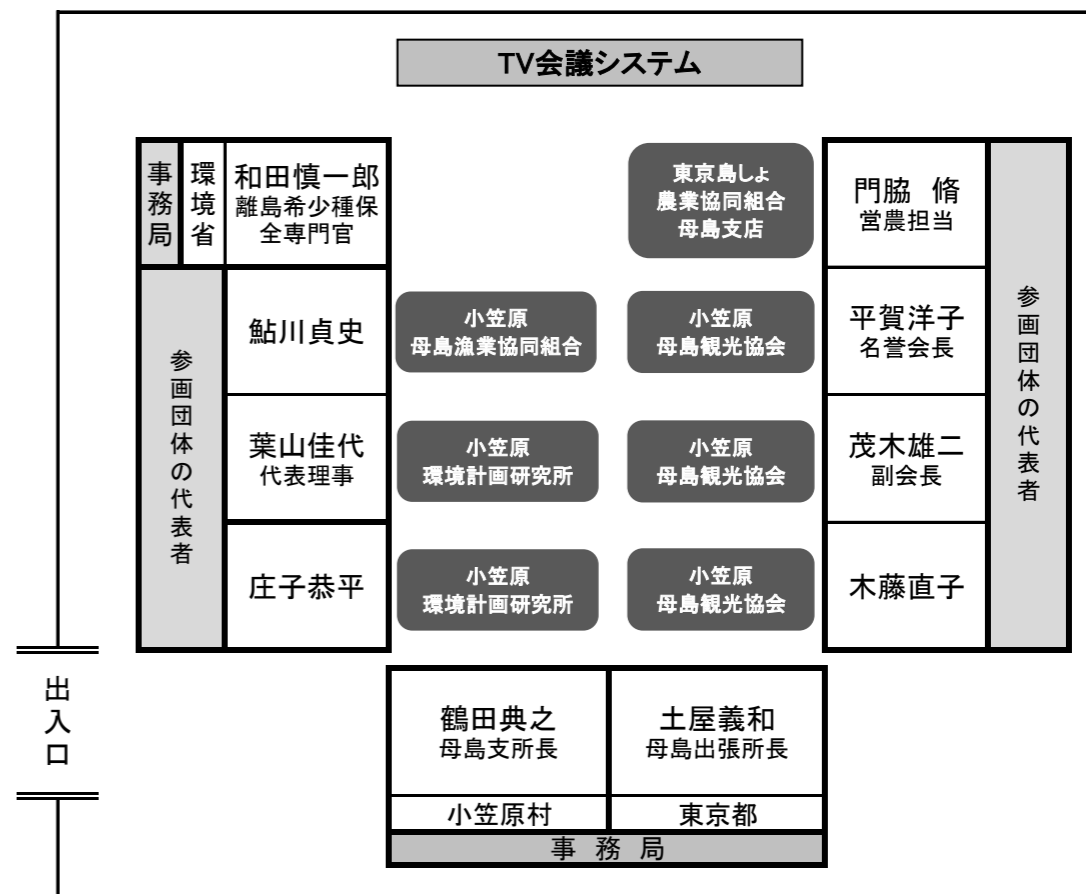 TV会議システム
事務局
環境省
和田慎一郎
離島希少種保
全専門官
東京島しょ
農業協同組合
母島支店
門脇 脩
営農担当
参画団体の代表者
鮎川貞史
小笠原
母島漁業協同組合
小笠原
母島観光協会
平賀洋子
名誉会長
参画団体の代表者
葉山佳代
代表理事
小笠原
環境計画研究所
小笠原
母島観光協会
茂木雄二
副会長
庄子恭平
小笠原
環境計画研究所
小笠原
母島観光協会
木藤直子
出入口
鶴田典之
母島支所長
土屋義和
母島出張所長
小笠原村
東京都
事務局